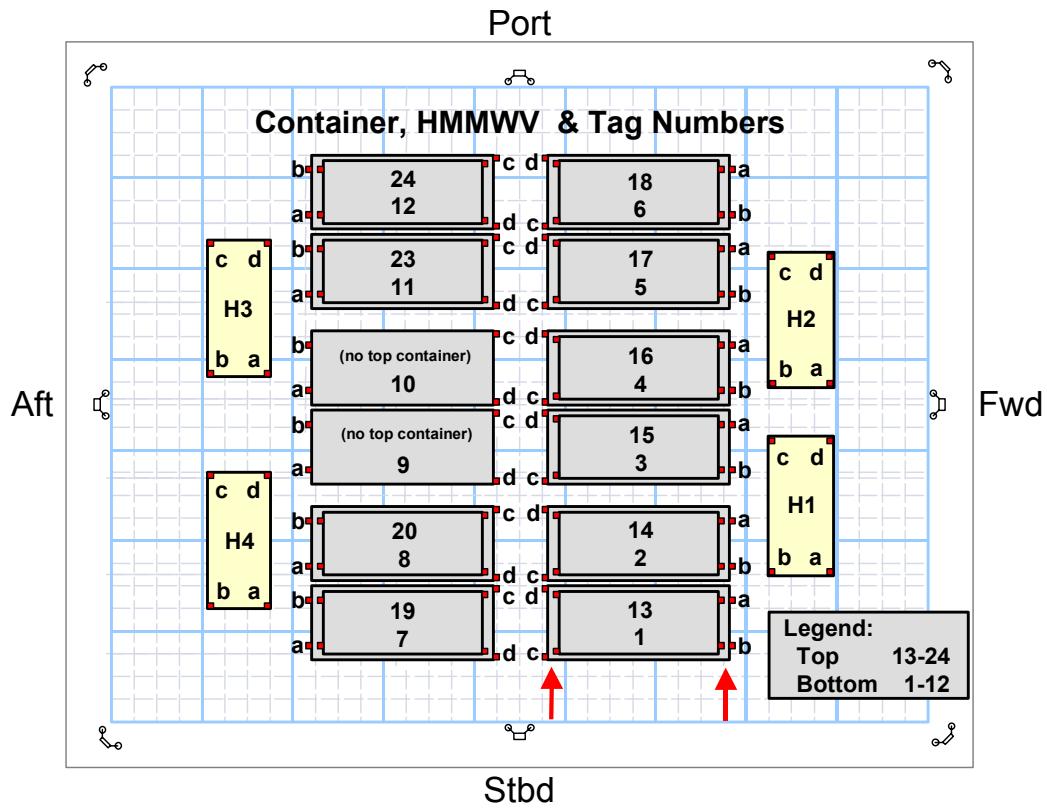 Port
Container, HMMWV & Tag Numbers
b 24 c d 18 a
a 12 d c 6 b
b 23 c d 17 a
a 11 d c 5 b
c d
H3
b a
c d
H2
b a
b (no top container) c d 16 a
a 10 d c 4 b
Aft
Fwd
b (no top container) c d 15 a
a 9 d c 3 b
c d
H4
b a
c d
H1
b a
b 20 c d 14 a
a 8 d c 2 b
b 19 c d 13 a
a 7 d c 1 b
Legend:
Top 13-24
Bottom 1-12
Stbd